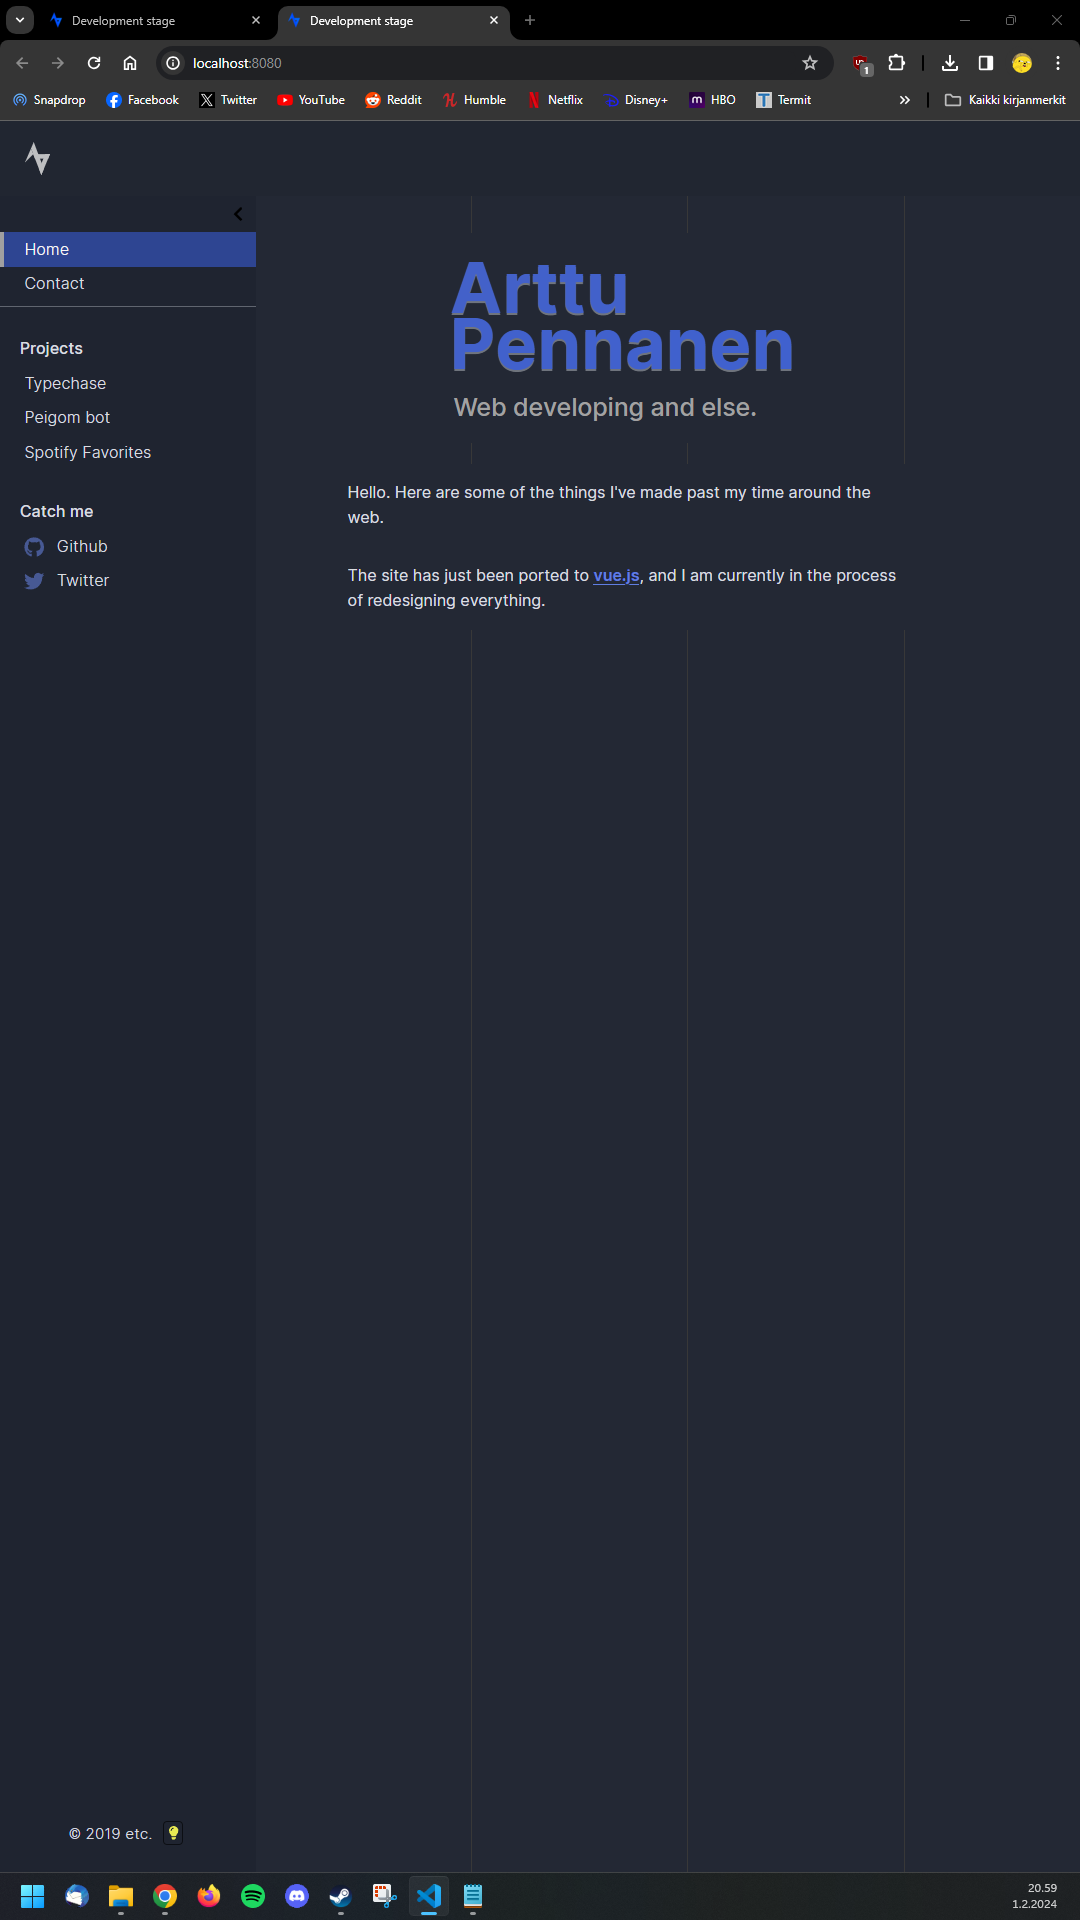 Development stage
Development stage
localhost:8080
1
Snapdrop
Facebook
Twitter
YouTube
Reddit
Humble
Netflix
Disney+
HBO
Termit
Kaikki kirjanmerkit
Home
Contact
Projects
Typechase
Peigom bot
Spotify Favorites
Catch me
Github
Twitter
Arttu
Pennanen
Web developing and else.
Hello. Here are some of the things I've made past my time around the
web.
The site has just been ported to vue.js, and I am currently in the process
of redesigning everything.
© 2019 etc.
20.59
1.2.2024